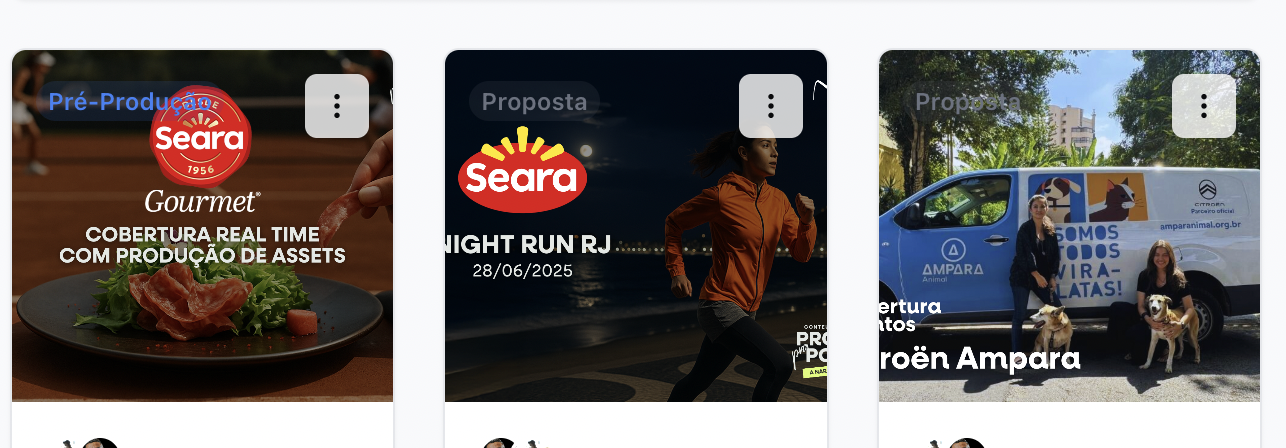 Pré-Produção
Seara
1956
Gourmet®
COBERTURA REAL TIME
COM PRODUÇÃO DE ASSETS
Proposta
Seara
NIGHT RUN RJ
28/06/2025
PRO
PO
A NAR
Proposta
CITROËN
Parceiro oficial
amparanimal.org.br
SOMOS
TODOS
VIRA-
LATAS!
AMPARA
Animal
ertura
ntos
roën Ampara